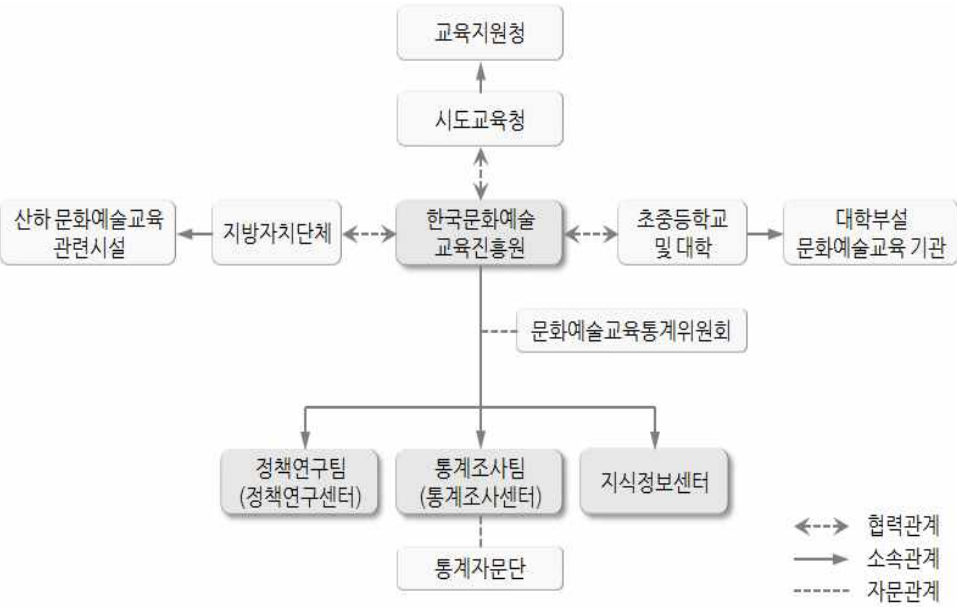 교육지원청
시도교육청
산하 문화예술교육
관련시설
지방자치단체
한국문화예술
교육진흥원
초중등학교
및 대학
대학부설
문화예술교육 기관
문화예술교육통계위원회
정책연구팀
(정책연구센터)
통계조사팀
(통계조사센터)
지식정보센터
통계자문단
협력관계
소속관계
자문관계